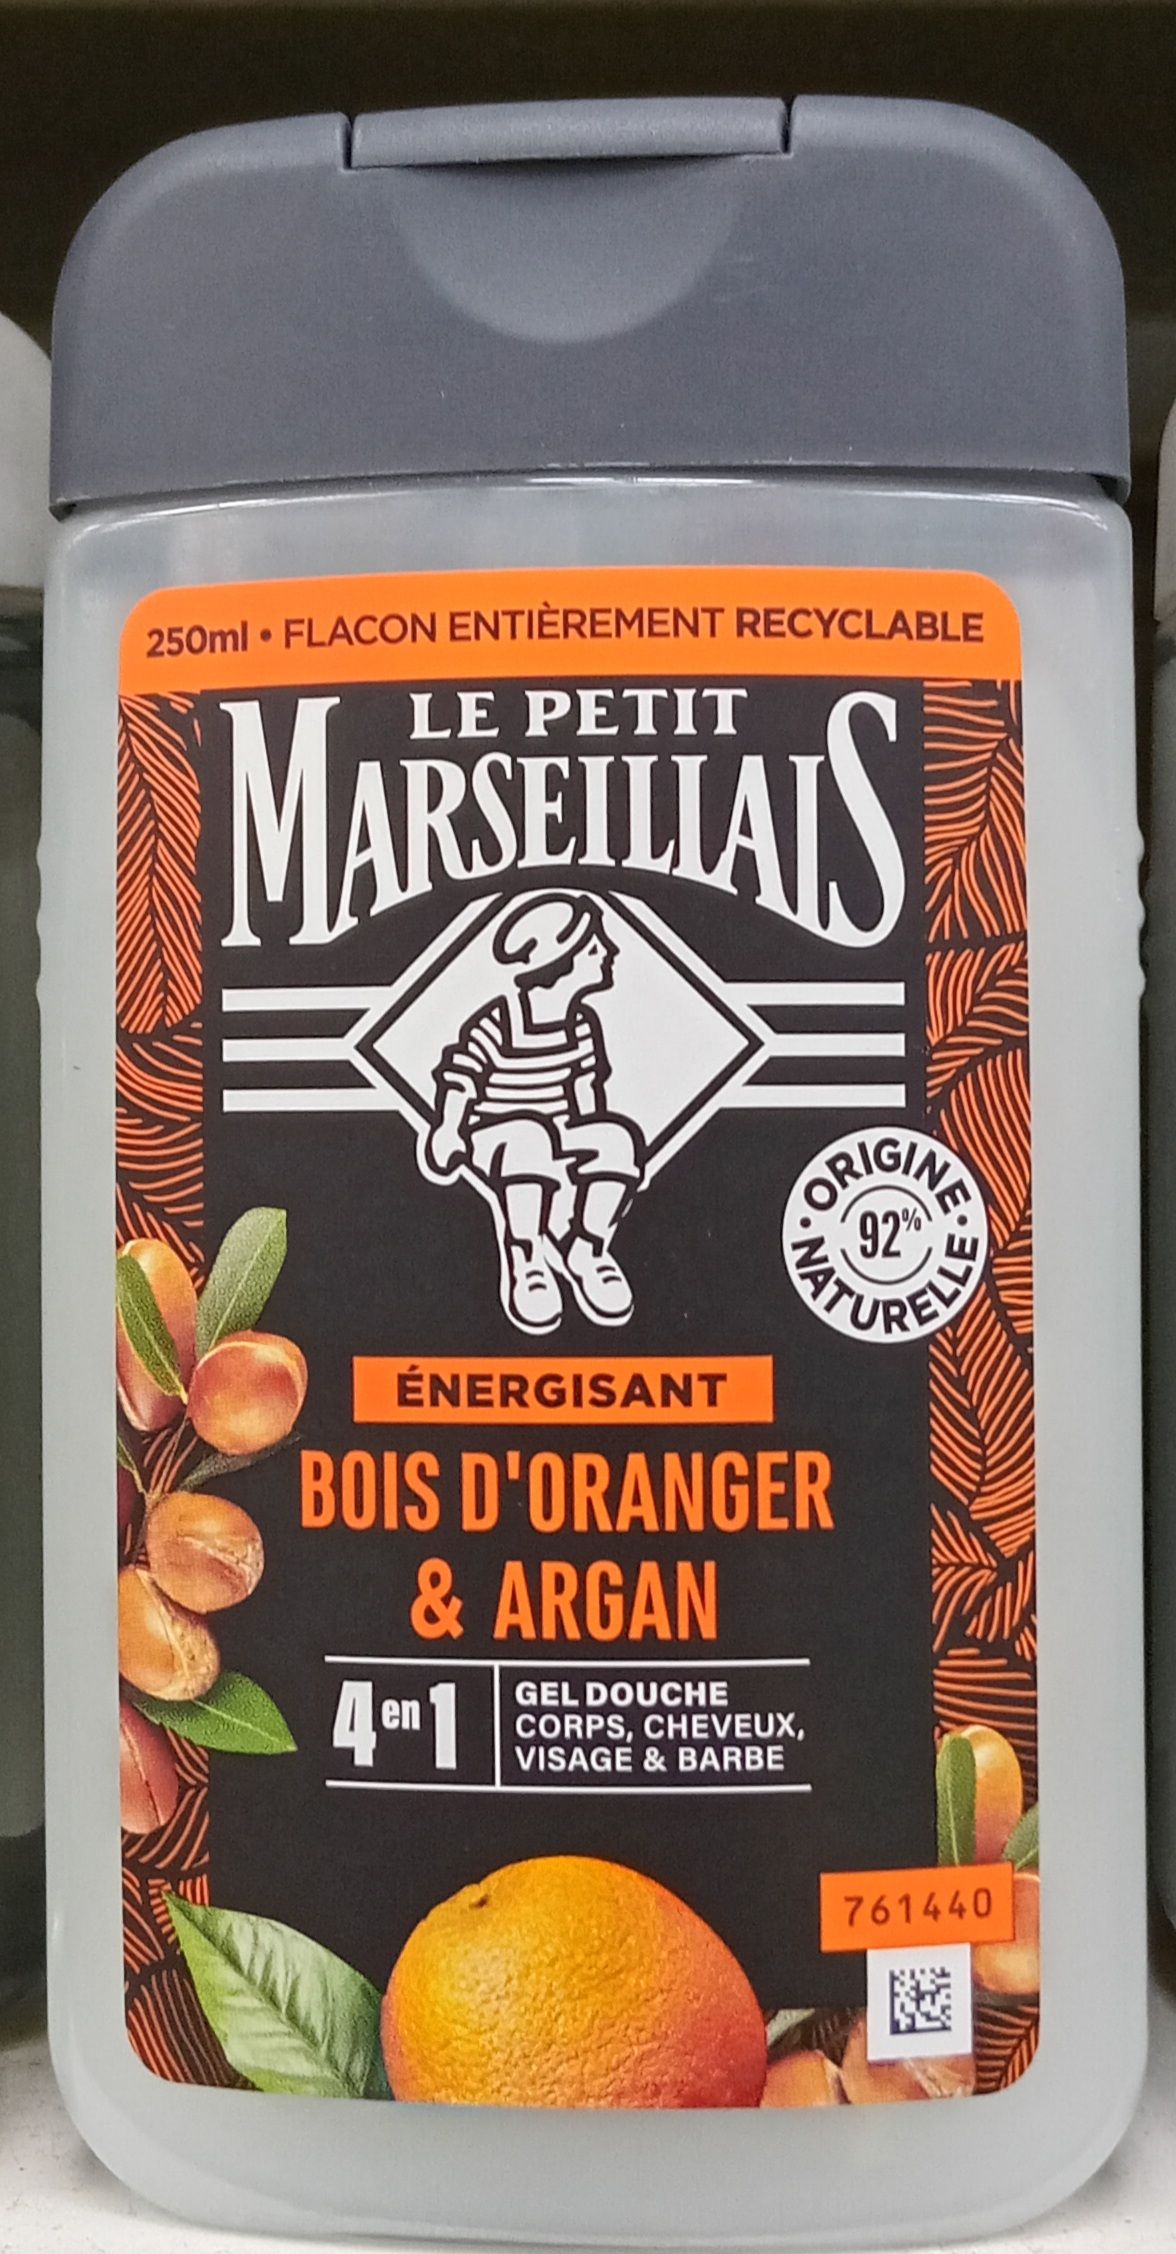 250ml • FLACON ENTIÈREMENT RECYCLABLE
LE PETIT
MARSEILLAIS
ORIGINE
92%
NATURELLE
ÉNERGISANT
BOIS D'ORANGER
& ARGAN
4 en 1
GEL DOUCHE
CORPS, CHEVEUX,
VISAGE & BARBE
761440